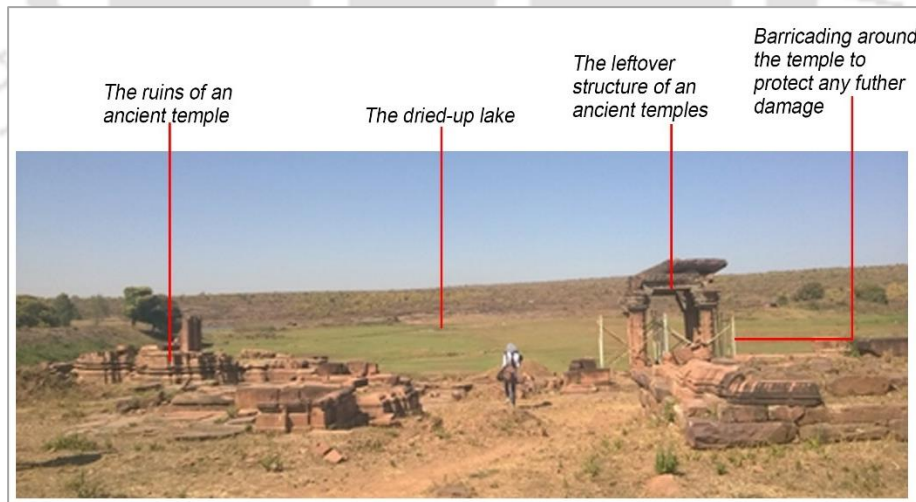 The ruins of an
ancient temple
The dried-up lake
The leftover
structure of an
ancient temples
Barricading around
the temple to
protect any futher
damage